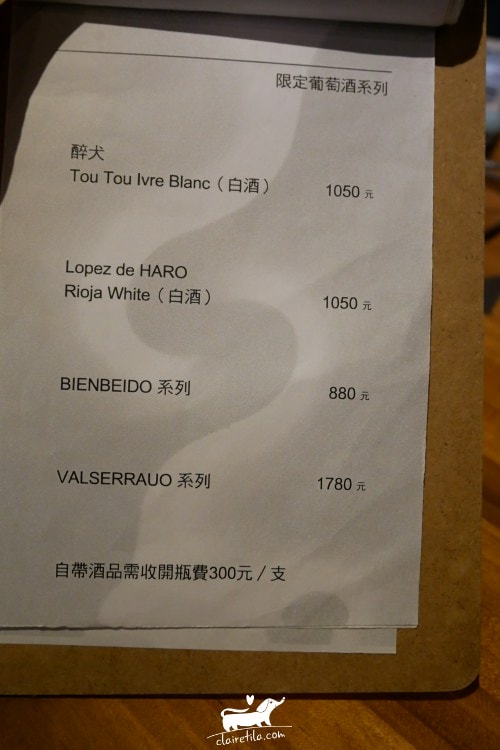 限定葡萄酒系列
醉犬
Tou Tou Ivre Blanc（白酒） 1050 元
Lopez de HARO
Rioja White（白酒） 1050 元
BIENBEIDO 系列 880 元
VALSERRAUO 系列 1780 元
自帶酒品需收開瓶費300元／支
clairetila.com